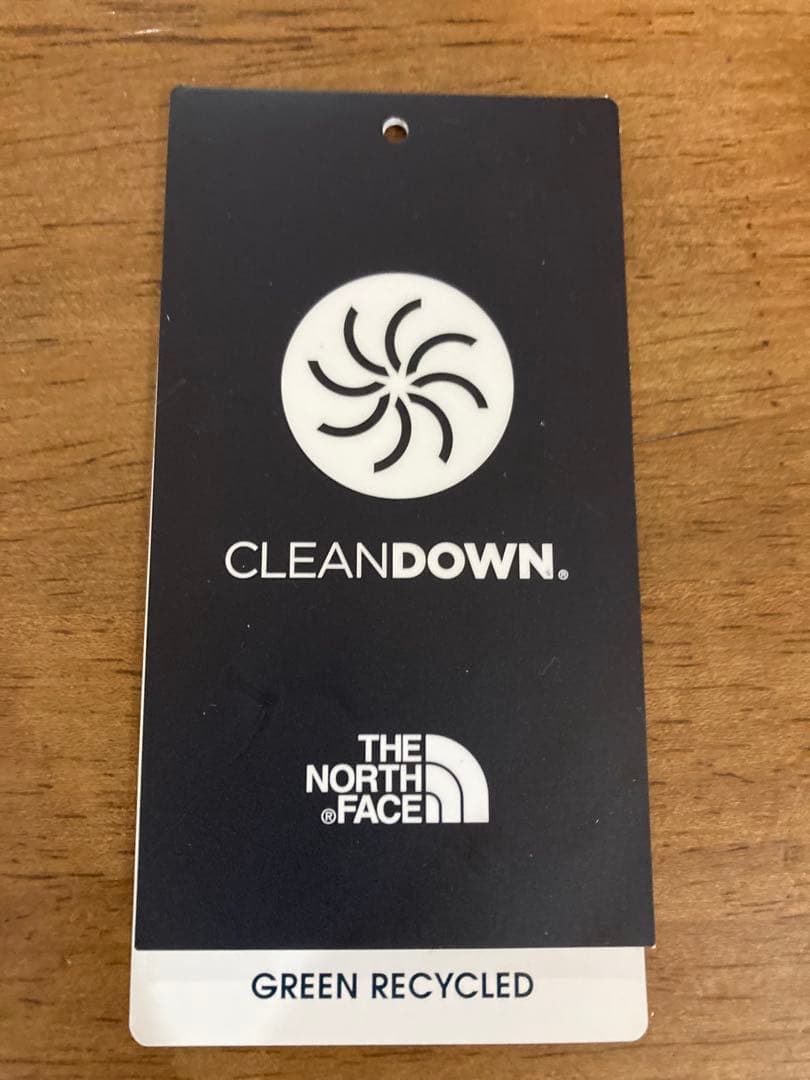 CLEANDOWN®
THE
NORTH
®FACE
GREEN RECYCLED